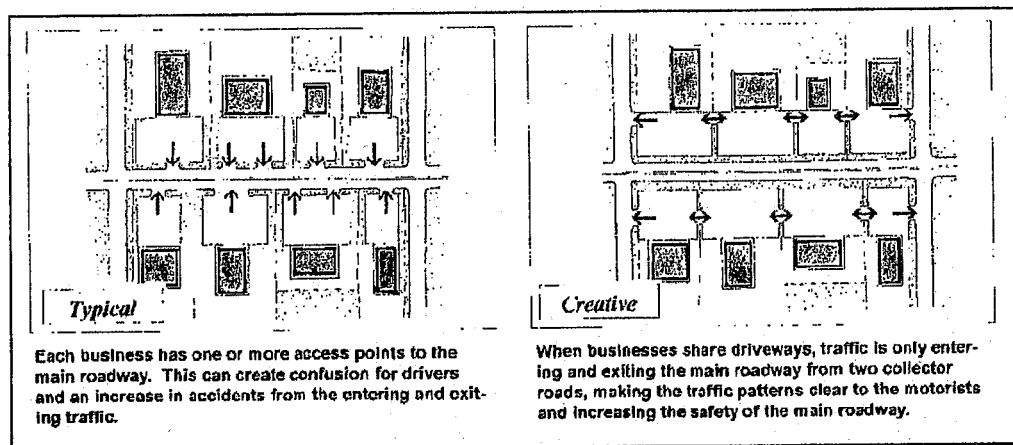 Typical
Each business has one or more access points to the
main roadway. This can create confusion for drivers
and an increase in accidents from the entering and exit-
ing traffic.
Creative
When businesses share driveways, traffic is only enter-
ing and exiting the main roadway from two collector
roads, making the traffic patterns clear to the motorists
and increasing the safety of the main roadway.